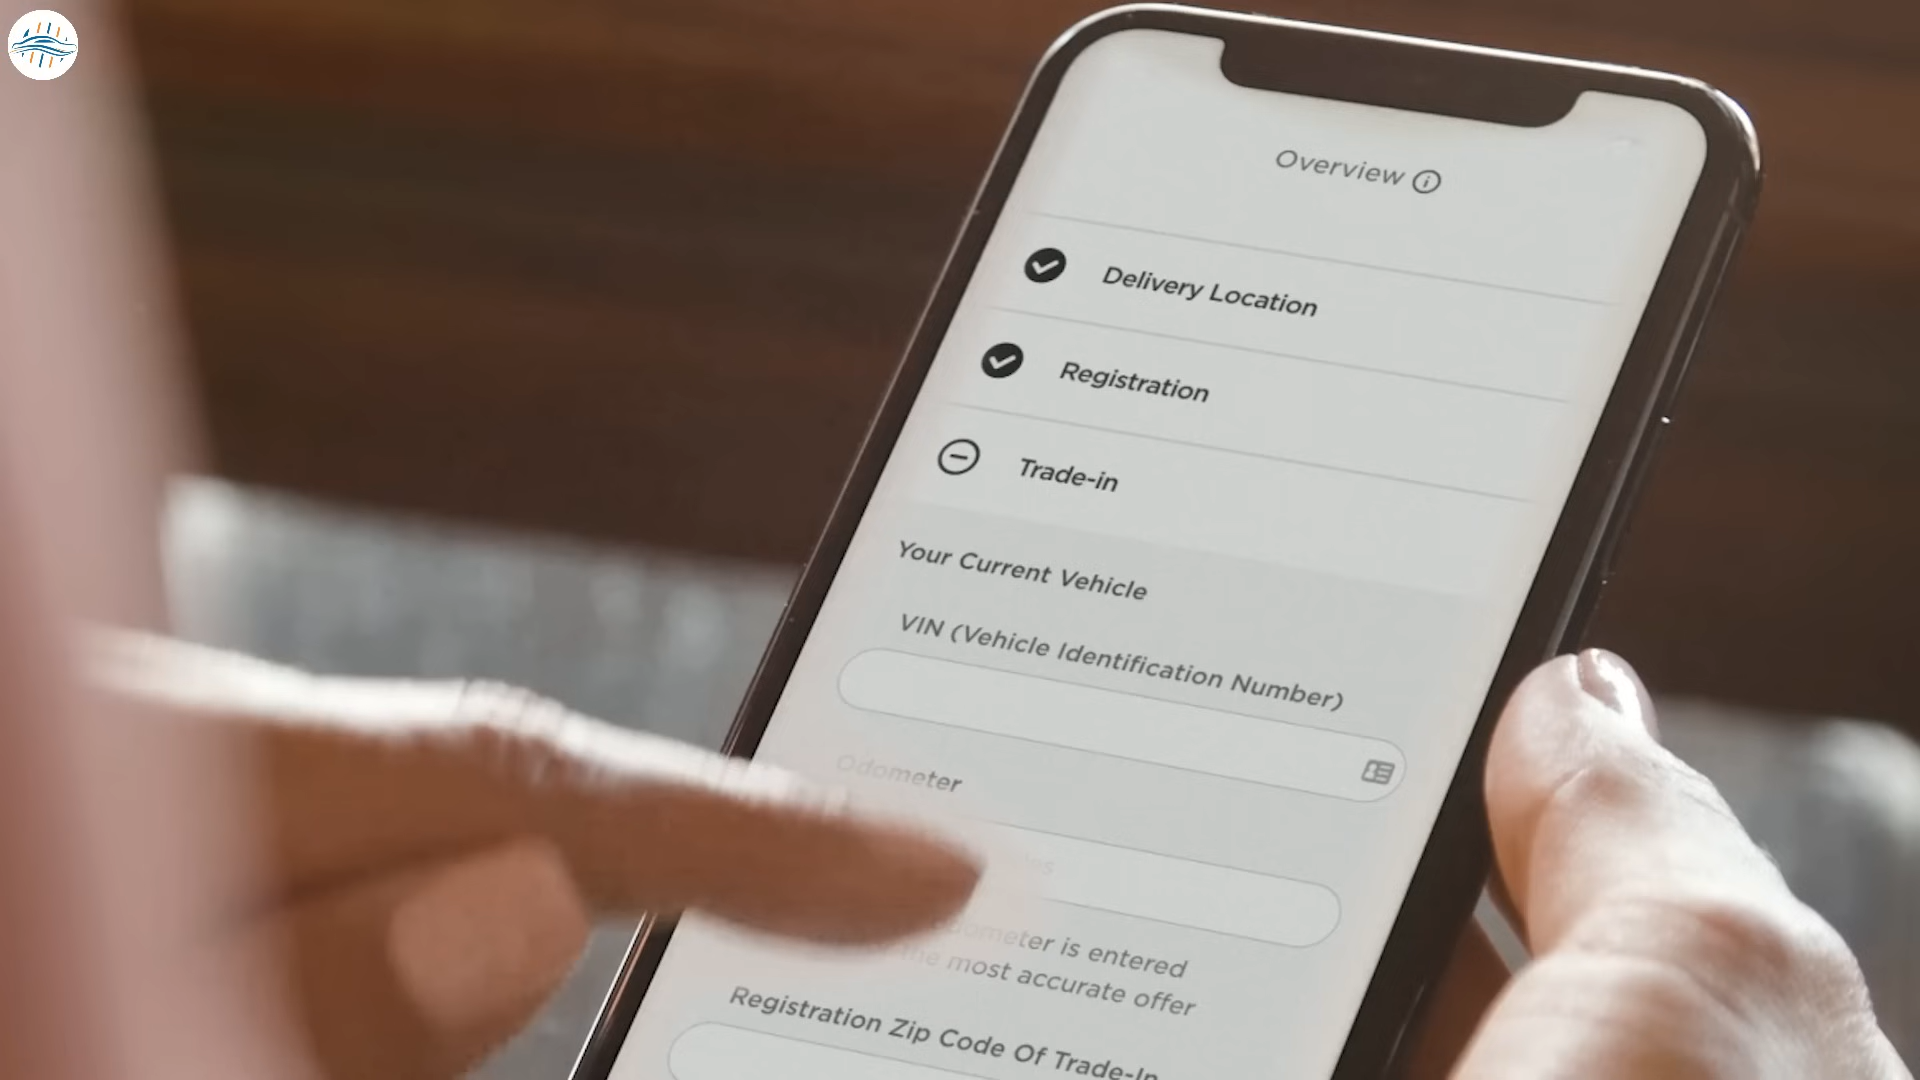 Overview
Delivery Location
Registration
Trade-in
Your Current Vehicle
VIN (Vehicle Identification Number)
Odometer
is entered
most accurate offer
Registration Zip Code Of Trade-In